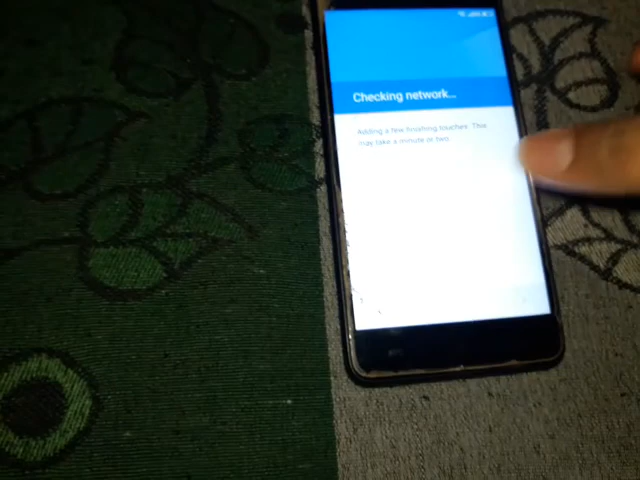 Checking network...
Adding a few finishing touches. This
may take a minute or two.